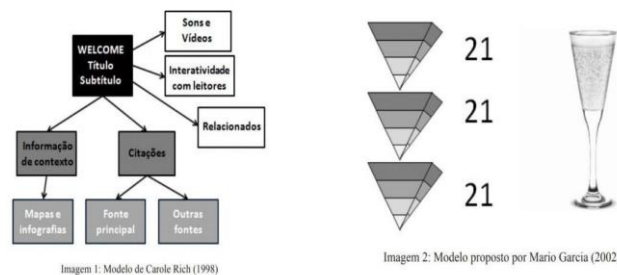 WELCOME
Título
Subtítulo
Sons e
Vídeos
Interatividade
com leitores
Relacionados
Informação
de contexto
Citações
Mapas e
infografias
Fonte
principal
Outras
fontes
Imagem 1: Modelo de Carole Rich (1998)
21
21
21
Imagem 2: Modelo proposto por Mario Garcia (2002)